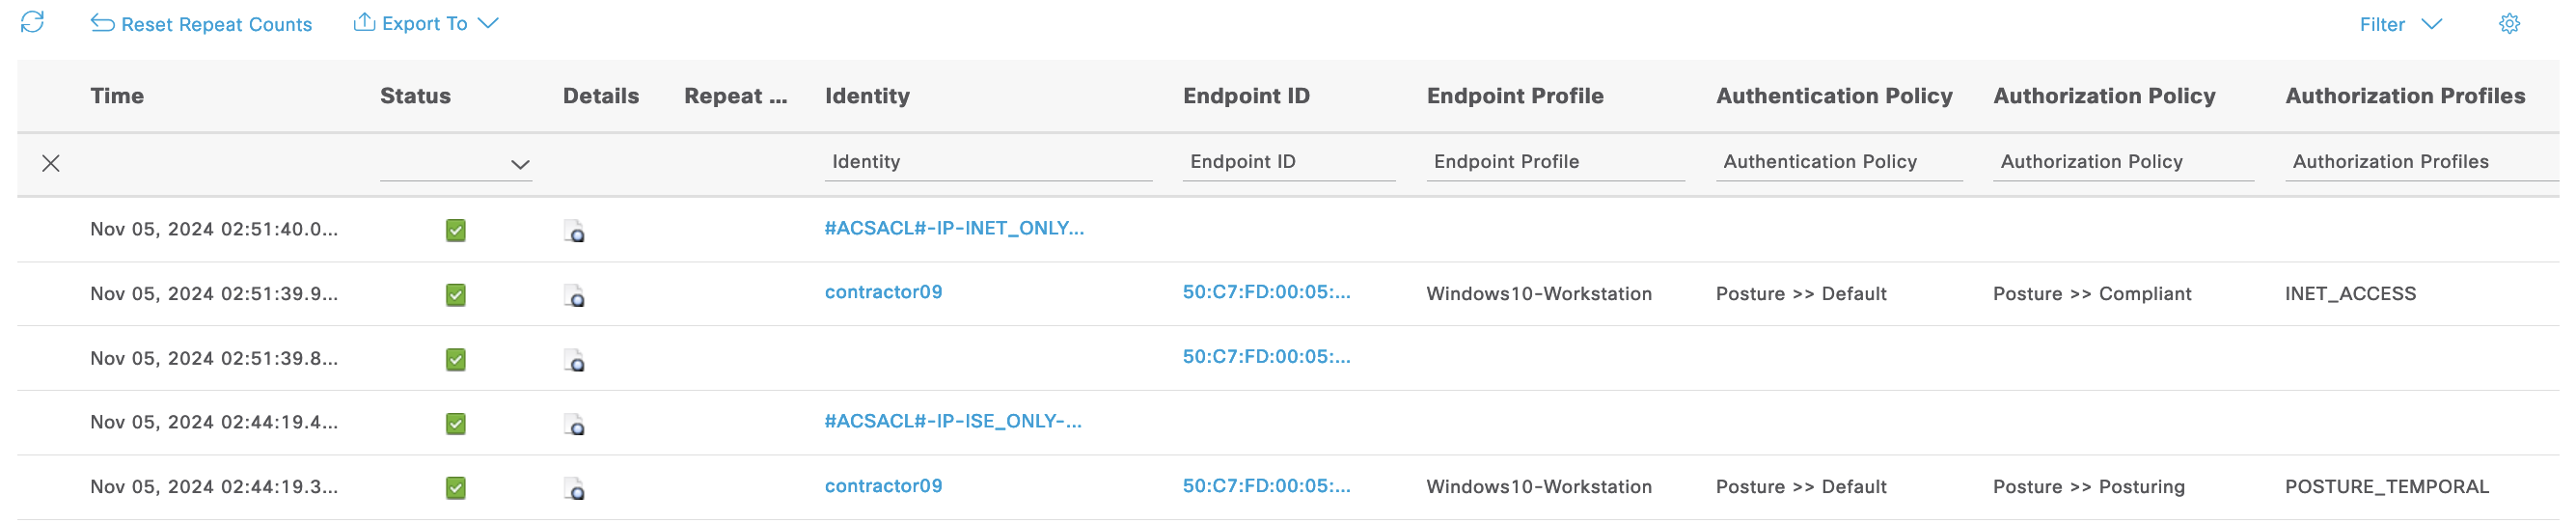 Reset Repeat Counts Export To Filter
Time Status Details Repeat ... Identity Endpoint ID Endpoint Profile Authentication Policy Authorization Policy Authorization Profiles
Identity Endpoint ID Endpoint Profile Authentication Policy Authorization Policy Authorization Profiles
Nov 05, 2024 02:51:40.0... #ACSACL#-IP-INET_ONLY...
Nov 05, 2024 02:51:39.9... contractor09 50:C7:FD:00:05:... Windows10-Workstation Posture >> Default Posture >> Compliant INET_ACCESS
Nov 05, 2024 02:51:39.8... 50:C7:FD:00:05:...
Nov 05, 2024 02:44:19.4... #ACSACL#-IP-ISE_ONLY-...
Nov 05, 2024 02:44:19.3... contractor09 50:C7:FD:00:05:... Windows10-Workstation Posture >> Default Posture >> Posturing POSTURE_TEMPORAL